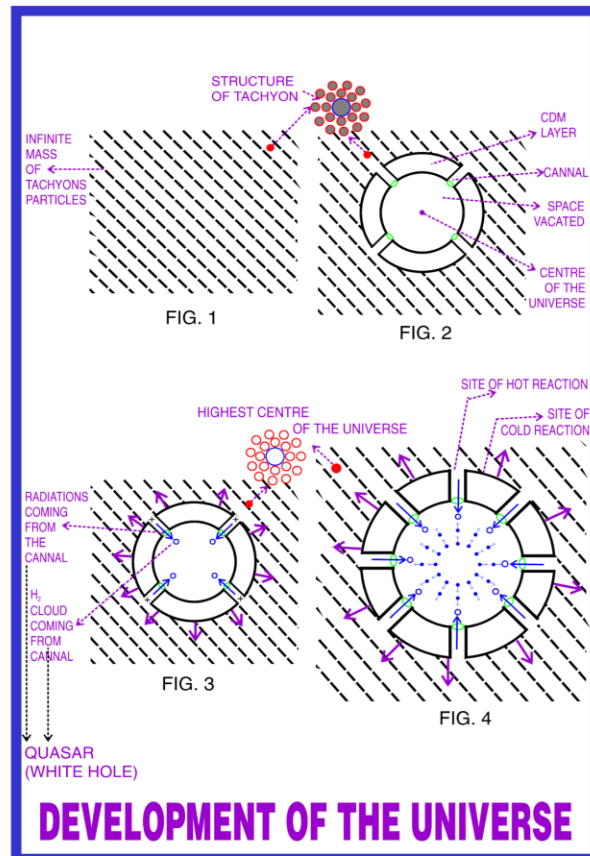 STRUCTURE
OF TACHYON
INFINITE
MASS
OF
TACHYONS
PARTICLES
CDM
LAYER
CANNAL
SPACE
VACATED
CENTRE
OF THE
UNIVERSE
FIG. 1
FIG. 2
SITE OF HOT REACTION
HIGHEST CENTRE
OF THE UNIVERSE
SITE OF
COLD REACTION
RADIATIONS
COMING
FROM
THE
CANNAL
H₂
CLOUD
COMING
FROM
CANNAL
FIG. 3
FIG. 4
QUASAR
(WHITE HOLE)
DEVELOPMENT OF THE UNIVERSE